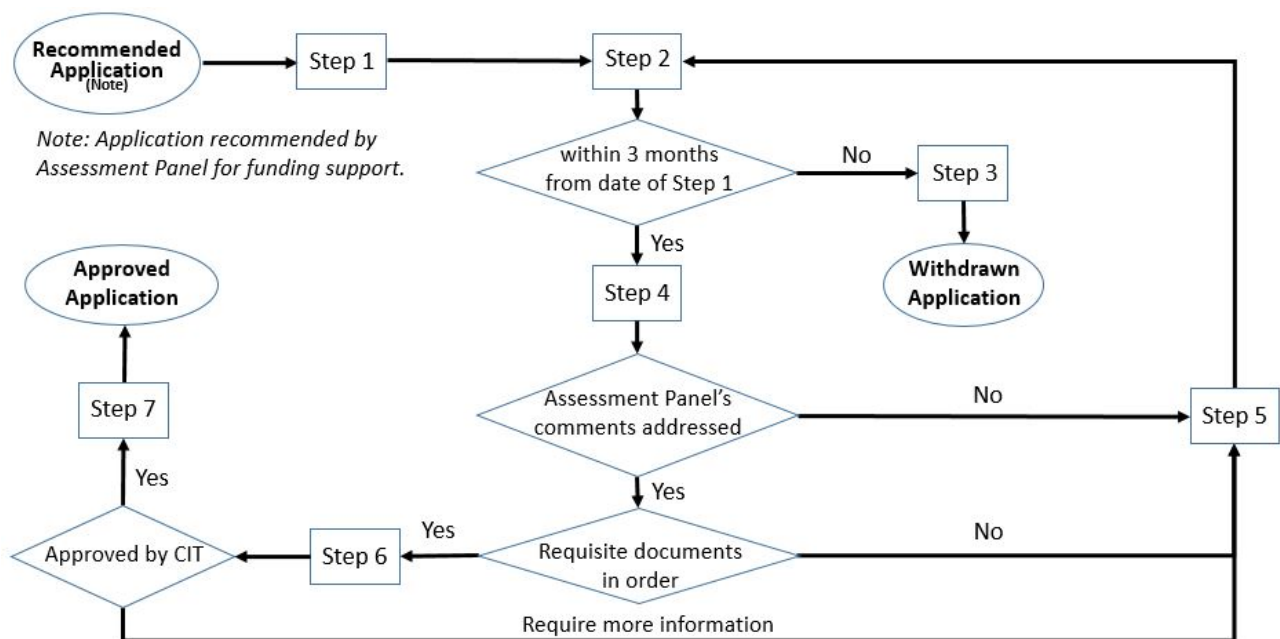 Recommended
Application
(Note)
Step 1
Step 2
Note: Application recommended by
Assessment Panel for funding support.
within 3 months
from date of Step 1
No
Step 3
Yes
Withdrawn
Application
Approved
Application
Step 4
Step 7
Assessment Panel's
comments addressed
No
Step 5
Yes
Yes
Approved by CIT
Step 6
Yes
Requisite documents
in order
No
Require more information